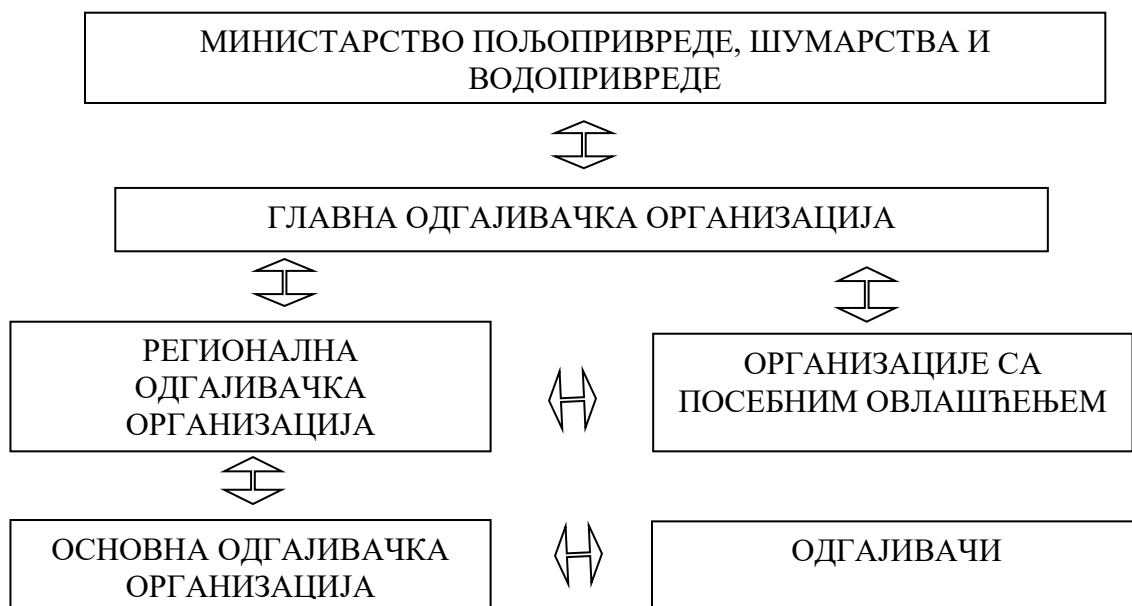 МИНИСТАРСТВО ПОЉОПРИВРЕДЕ, ШУМАРСТВА И
ВОДОПРИВРЕДЕ
ГЛАВНА ОДГАЈИВАЧКА ОРГАНИЗАЦИЈА
РЕГИОНАЛНА
ОДГАЈИВАЧКА
ОРГАНИЗАЦИЈА
ОРГАНИЗАЦИЈЕ СА
ПОСЕБНИМ ОВЛАШЋЕЊЕМ
ОСНОВНА ОДГАЈИВАЧКА
ОРГАНИЗАЦИЈА
ОДГАЈИВАЧИ